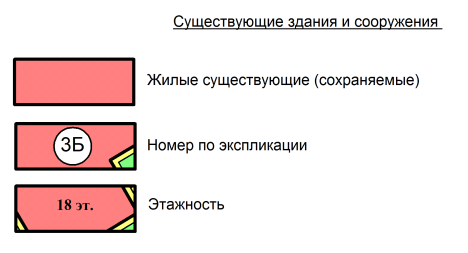 Существующие здания и сооружения
Жилые существующие (сохраняемые)
3Б Номер по экспликации
18 эт. Этажность